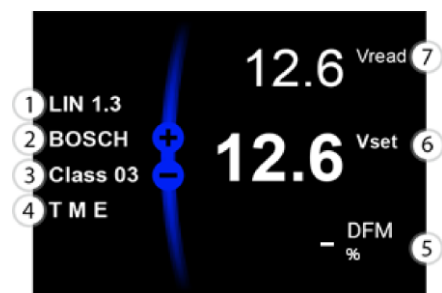 12.6 Vread 7
1 LIN 1.3
2 BOSCH +
12.6 Vset 6
3 Class 03 −
4 T M E
- DFM
% 5